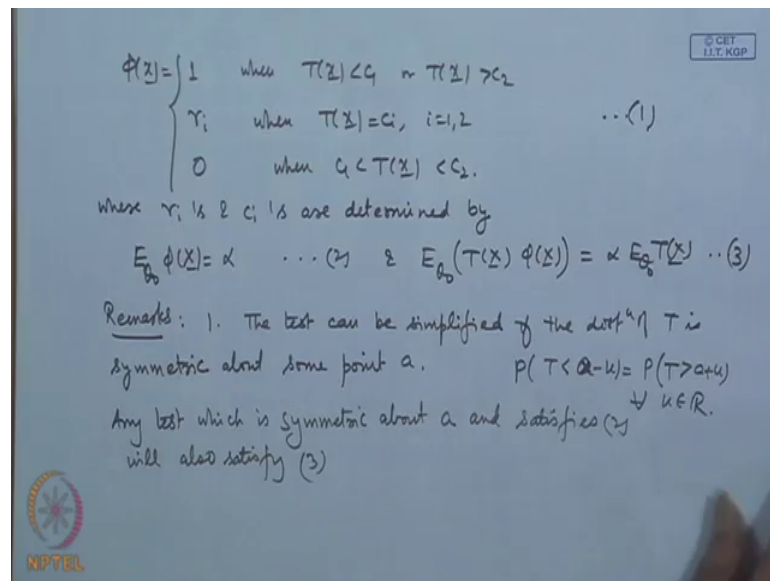 © CET
I.I.T. KGP
φ(x) = { 1 when T(x) < c₁ or T(x) > c₂
γᵢ when T(x) = cᵢ, i=1,2 ...(1)
0 when c₁ < T(x) < c₂.
where γᵢ's & cᵢ's are determined by
E_θ₀ φ(X) = α ...(2) & E_θ₀ (T(X) φ(X)) = α E_θ₀ T(X) ..(3)
Remarks : 1. The test can be simplified if the distⁿ of T is
symmetric about some point a. P(T < a-u) = P(T > a+u)
∀ u ∈ ℝ.
Any test which is symmetric about a and satisfies (2)
will also satisfy (3)
NPTEL